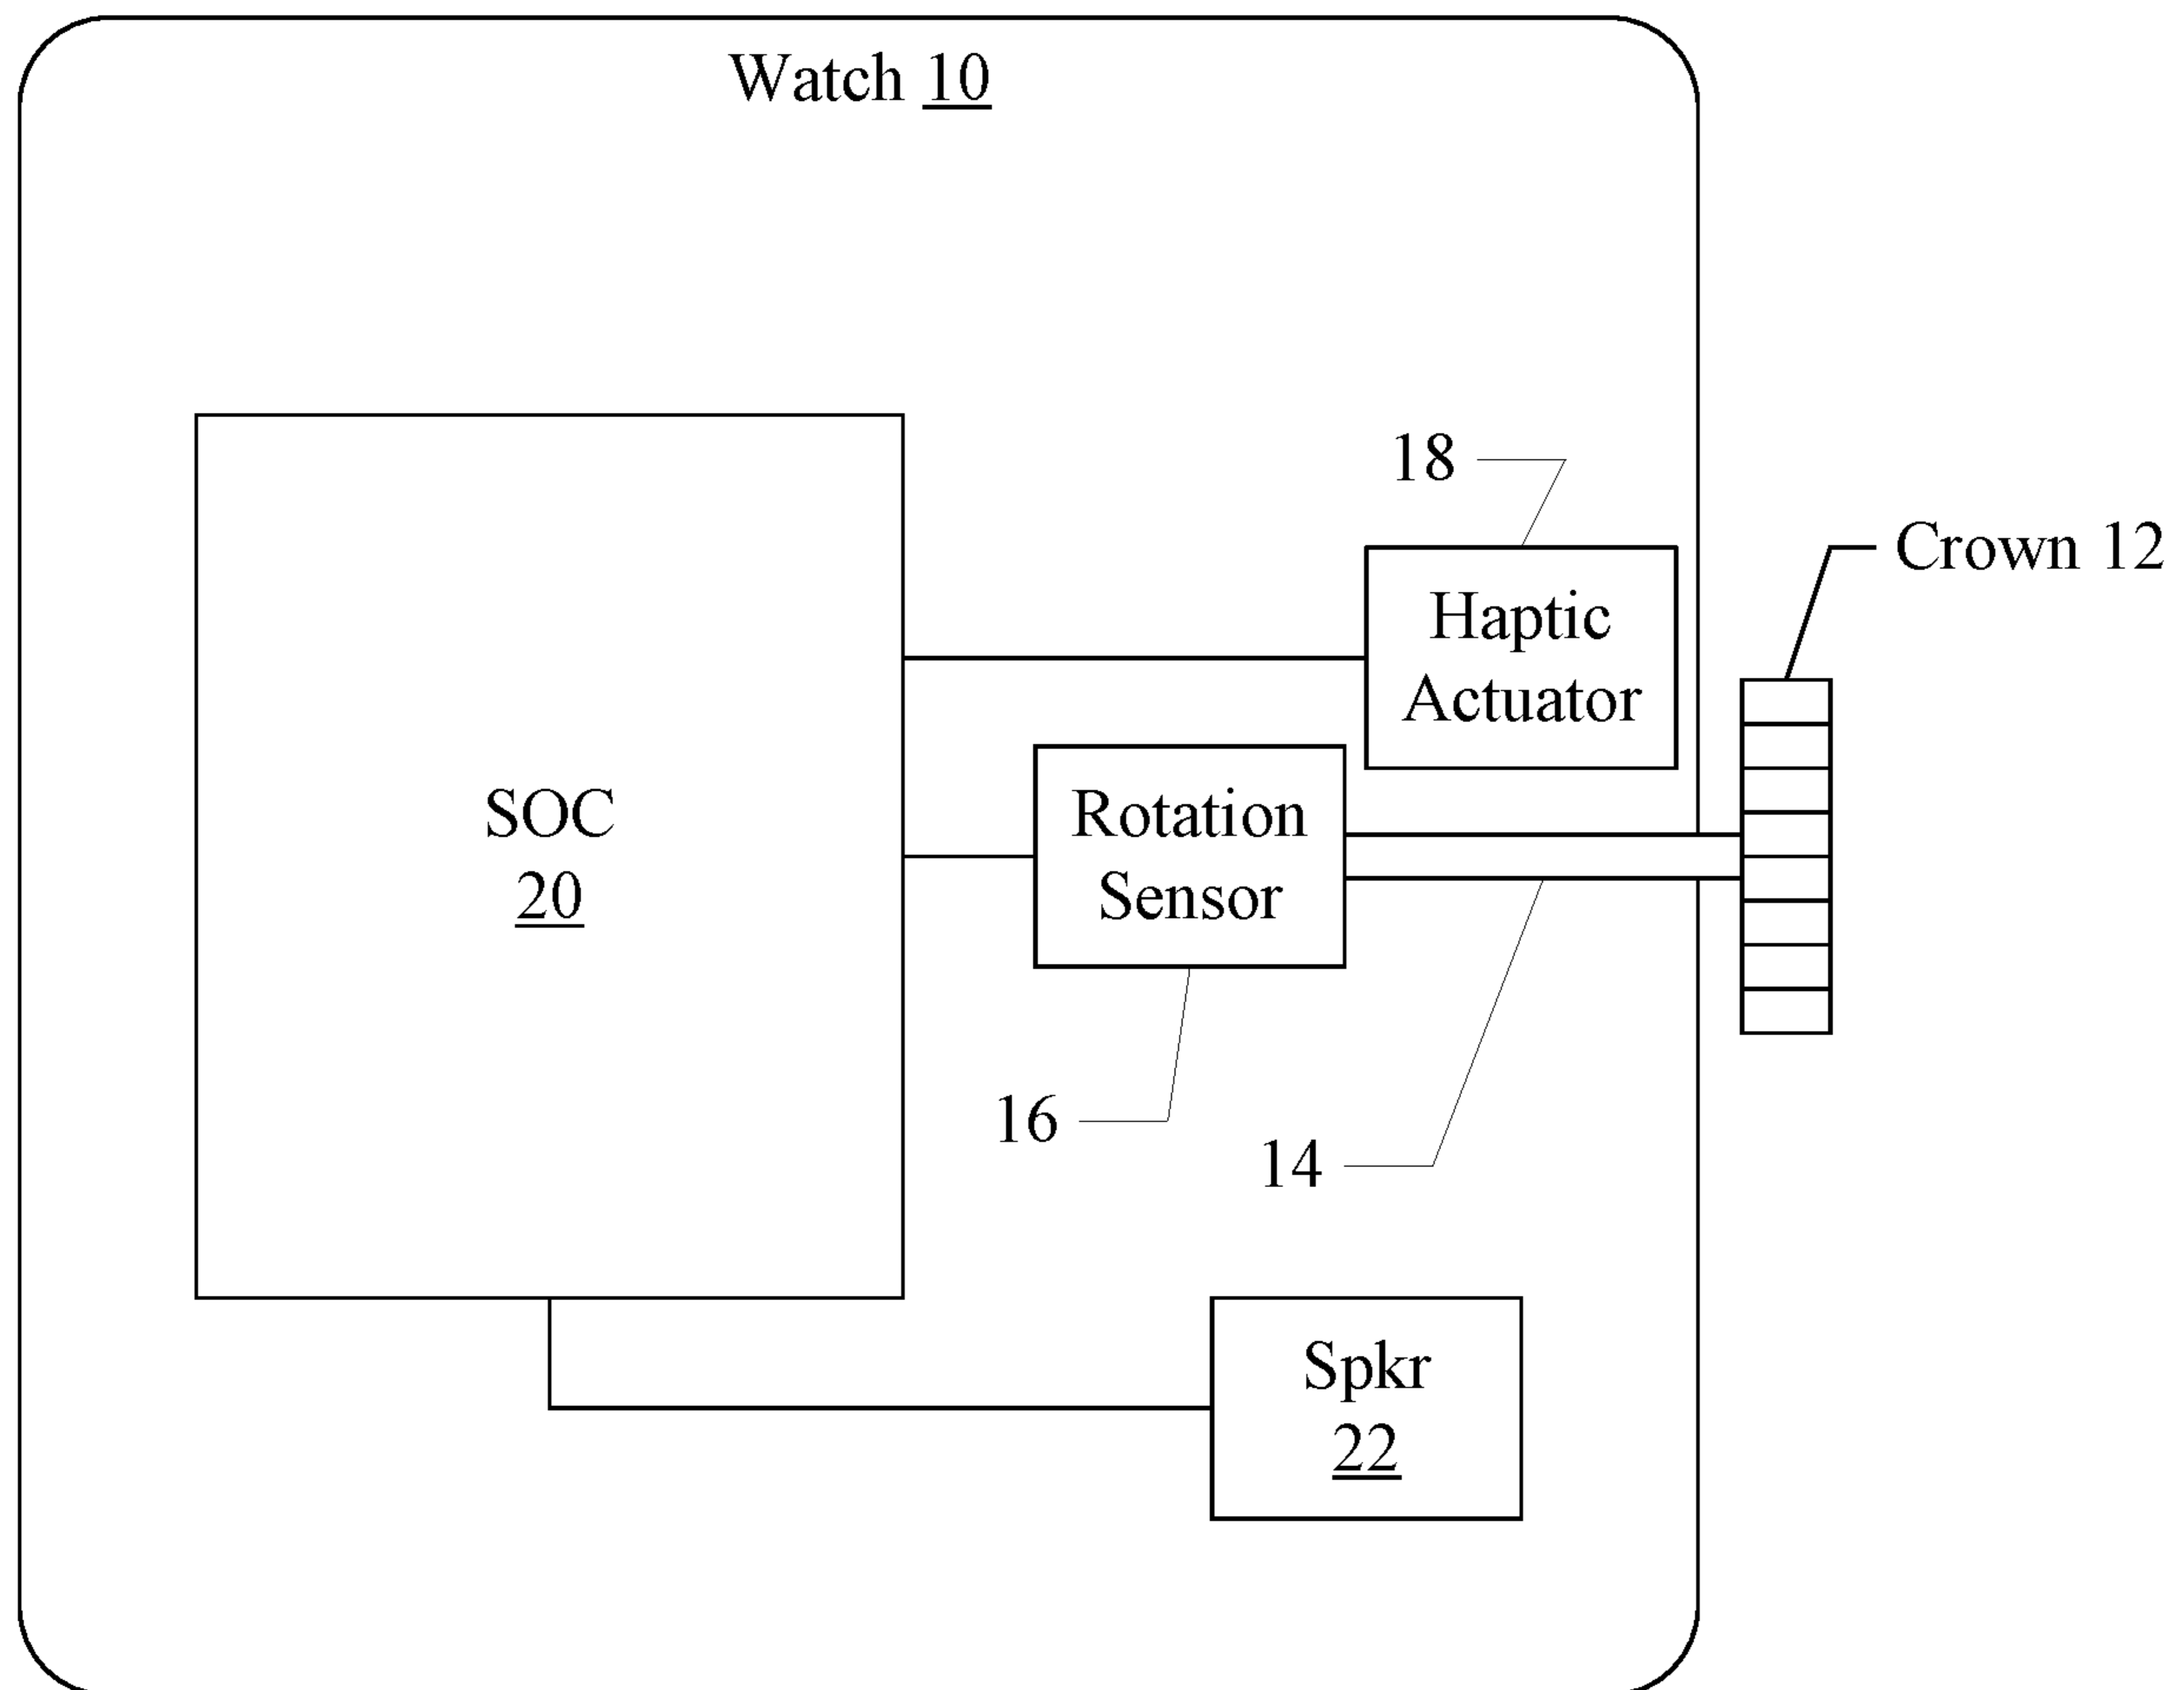 Watch 10
18
Crown 12
Haptic
Actuator
SOC
20
Rotation
Sensor
16
14
Spkr
22